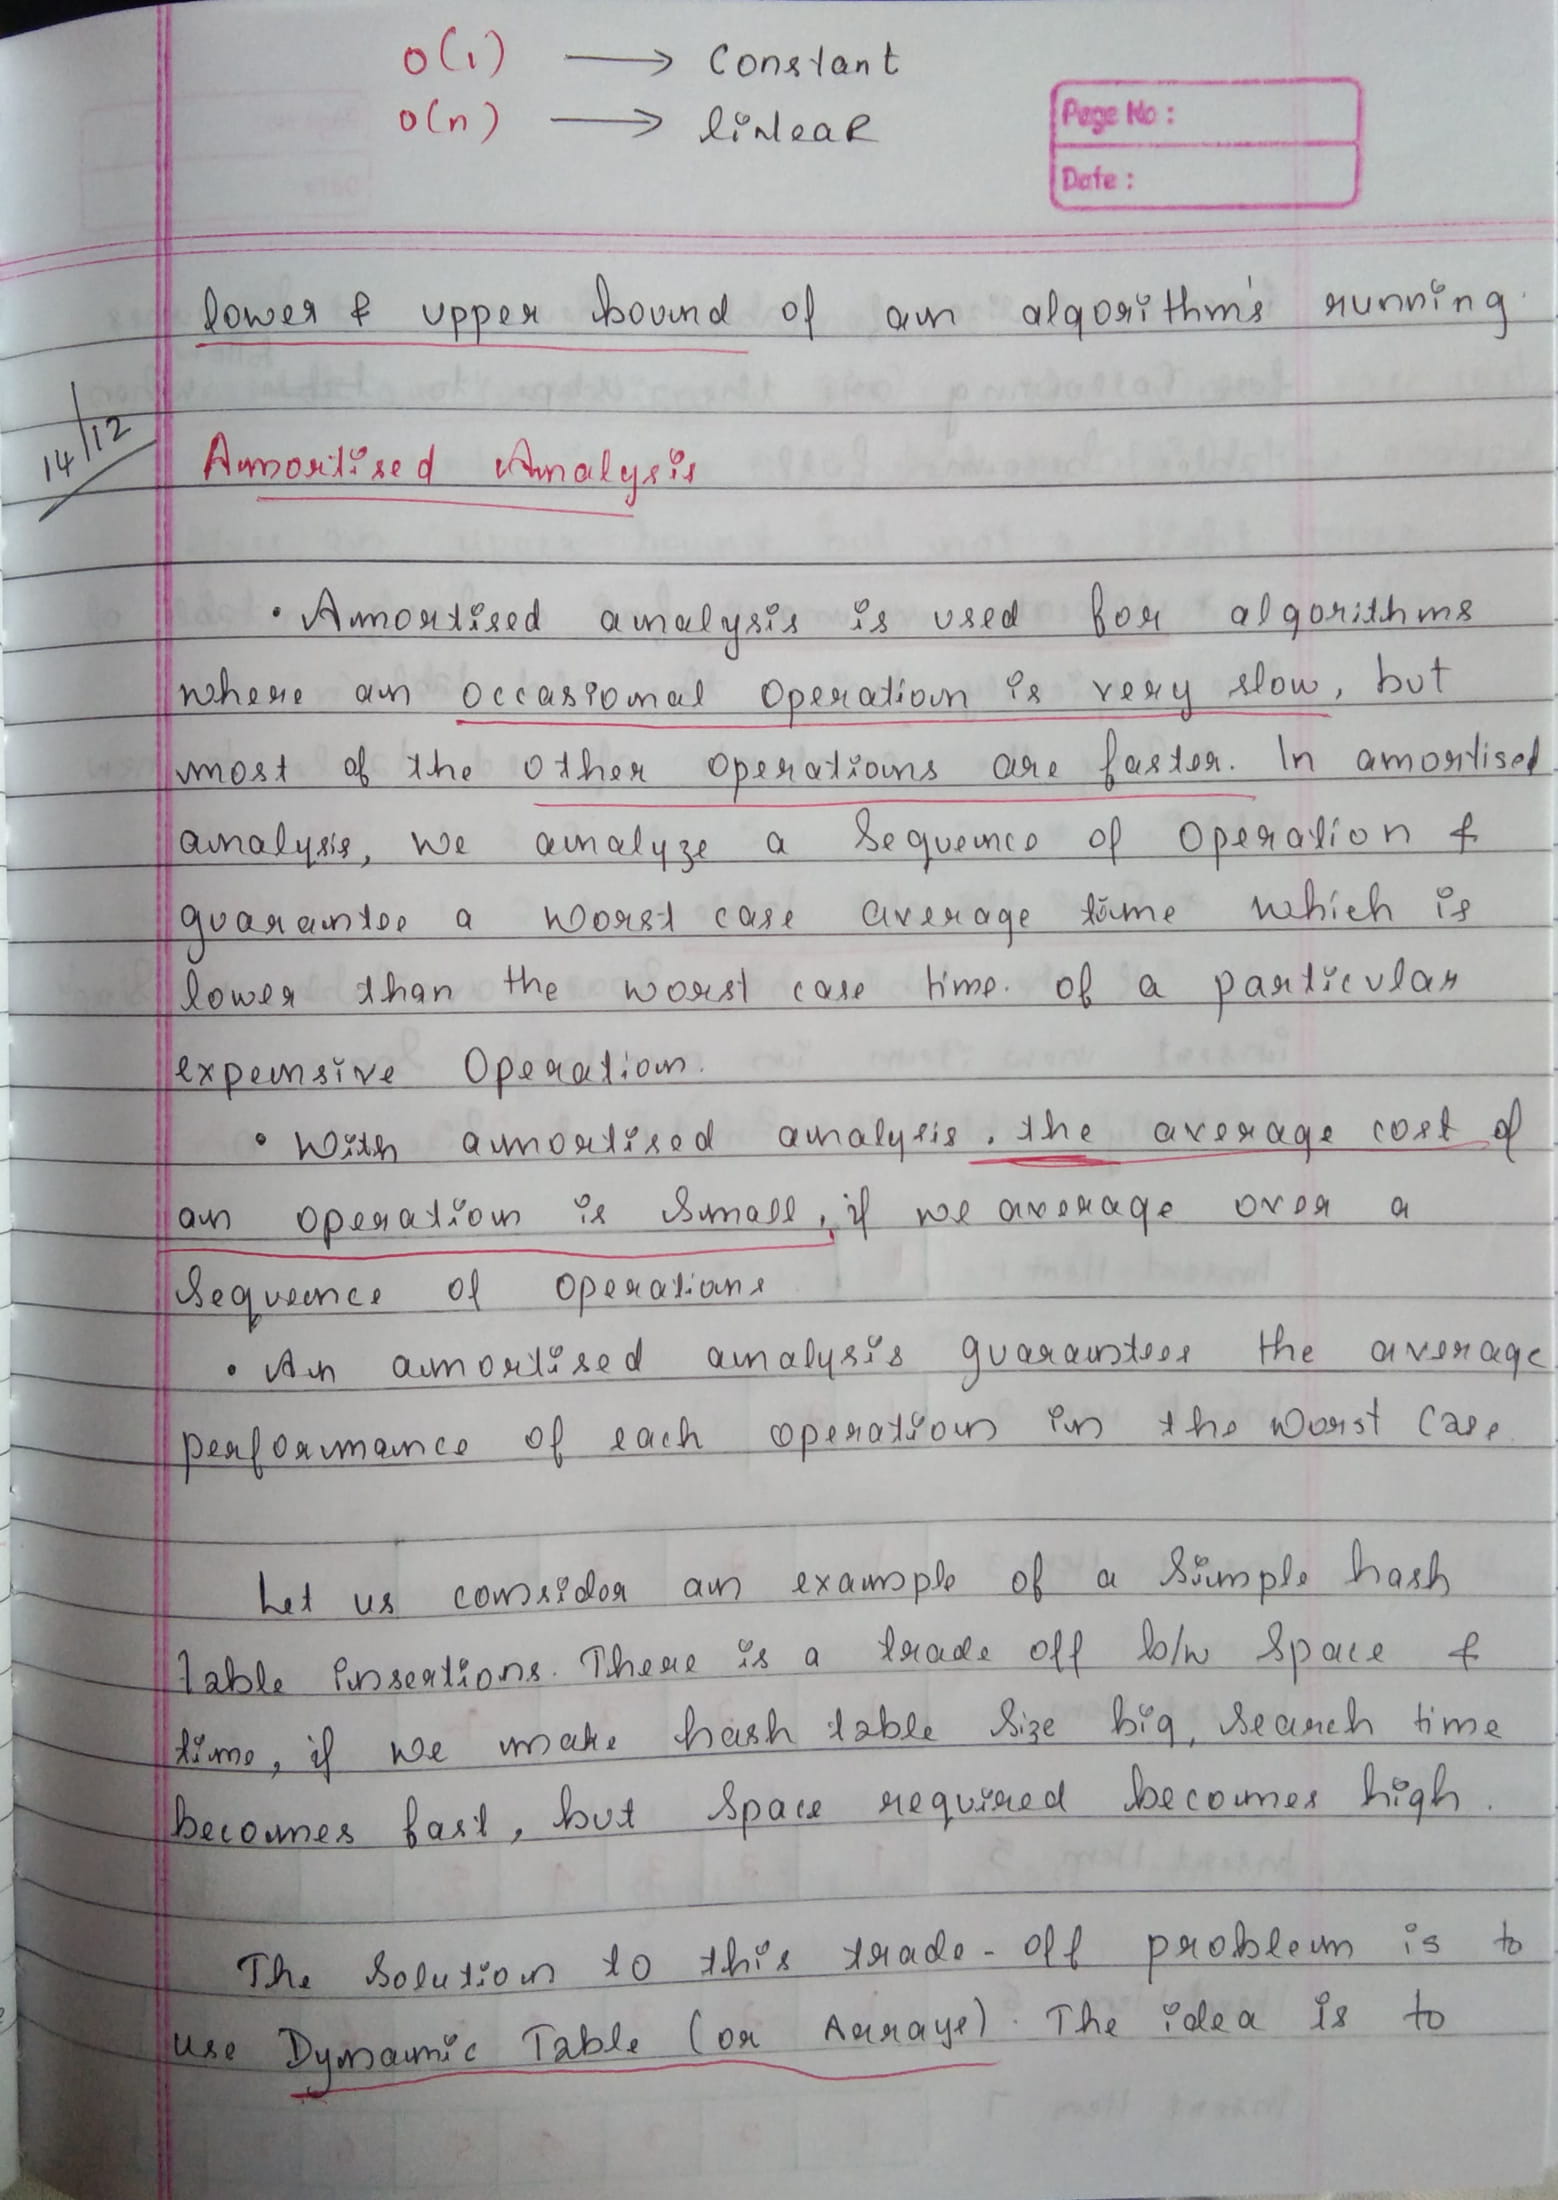 O(1) → Constant
O(n) → lineaR
Page No :
Date :
lower & upper bound of an algorithm's running
14/12
Amortised Analysis
• Amortised analysis is used for algorithms
where an occasional operation is very slow, but
most of the other operations are faster. In amortised
analysis, we analyze a sequence of operation &
guarantee a worst case average time which is
lower than the worst case time. of a particular
expensive Operation.
• With amortised analysis, the average cost of
an operation is small, if we average over a
Sequence of operations
• An amortised analysis guarantees the average
performance of each operation in the worst case.
Let us consider an example of a simple hash
table insertions. There is a trade off b/w space &
time, if we make hash table size big, search time
becomes fast, but space required becomes high.
The solution to this trade-off problem is to
use Dynamic Table (or Arrays). The idea is to